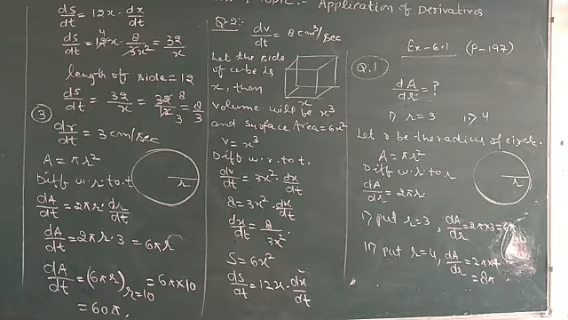 Topic:- Application of Derivatives
Ex-6.1 (P-197)
Q.1
dA/dr = ?
i) r = 3 ii) 4
Let r be the radius of circle.
A = πr²
Diff w.r.to r
dA/dr = 2πr
i) put r=3, dA/dr = 2π×3 = 6π
ii) put r=4, dA/dr = 2π×4
= 8π
r
Q-2:-
dv/dt = 8 cm³/sec
Let the side
of cube is
x, then
volume will be x³
and surface Area = 6x²
x
V = x³
Diff w.r.to t.
dv/dt = 3x² dx/dt
8 = 3x² · dx/dt
dx/dt = 8/3x²
S = 6x²
ds/dt = 12x · dx/dt
ds/dt = 12x · dx/dt
ds/dt = 12x · 8/3x² = 32/x
4
length of side = 12
ds/dt = 32/x = 32/12 = 8/3
8
3
3
dr/dt = 3 cm/sec
A = πr²
Diff w.r.to t
dA/dt = 2πr dr/dt
dA/dt = 2πr · 3 = 6πr
dA/dt = (6πr) r=10 = 6π×10
= 60π.
r